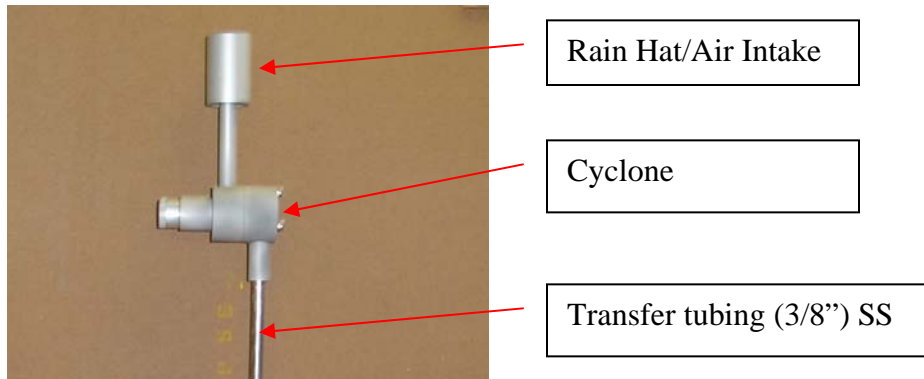 Rain Hat/Air Intake
Cyclone
Transfer tubing (3/8”) SS